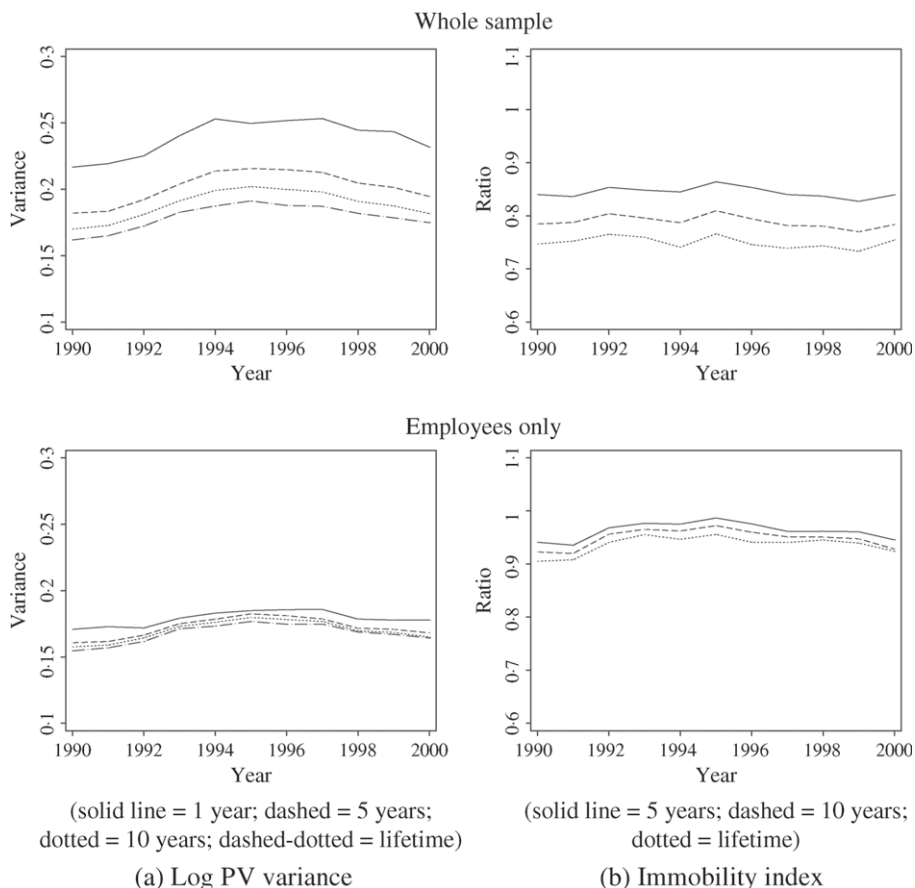 Whole sample
Variance
0·3
0·25
0·2
0·15
0·1
1990 1992 1994 1996 1998 2000
Year
Ratio
1·1
1
0·9
0·8
0·7
0·6
1990 1992 1994 1996 1998 2000
Year
Employees only
Variance
0·3
0·25
0·2
0·15
0·1
1990 1992 1994 1996 1998 2000
Year
Ratio
1·1
1
0·9
0·8
0·7
0·6
1990 1992 1994 1996 1998 2000
Year
(solid line = 1 year; dashed = 5 years;
dotted = 10 years; dashed-dotted = lifetime)
(a) Log PV variance
(solid line = 5 years; dashed = 10 years;
dotted = lifetime)
(b) Immobility index